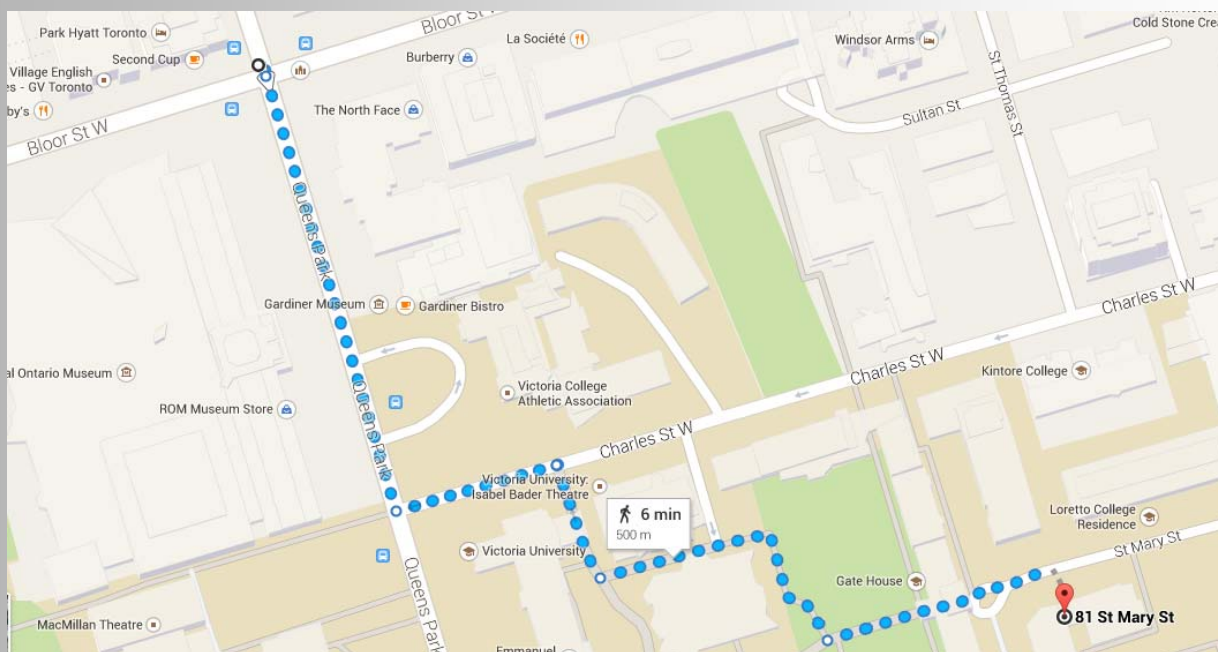 Park Hyatt Toronto
Second Cup
Village English
es - GV Toronto
by's
Bloor St W
Bloor St W
La Société
Burberry
The North Face
Windsor Arms
Cold Stone Crea
Sultan St
St Thomas St
Queens Park
Gardiner Museum
Gardiner Bistro
al Ontario Museum
ROM Museum Store
Queens Park
Victoria College
Athletic Association
Charles St W
Charles St W
Charles St W
Kintore College
Victoria University:
Isabel Bader Theatre
6 min
500 m
Victoria University
Loretto College
Residence
St Mary St
Gate House
81 St Mary St
Queens Park
MacMillan Theatre
Emmanuel